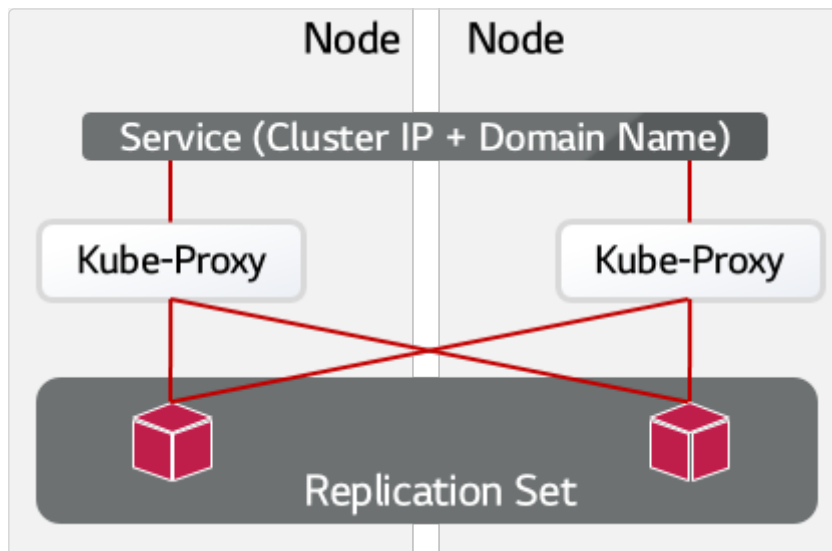 Node
Node
Service (Cluster IP + Domain Name)
Kube-Proxy
Kube-Proxy
Replication Set